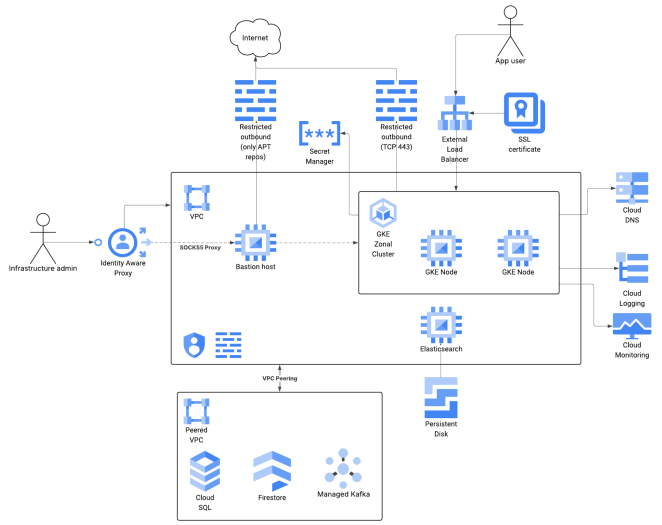 Internet
App user
Restricted
outbound
(only APT
repos)
Secret
Manager
Restricted
outbound
(TCP 443)
External
Load
Balancer
SSL
certificate
VPC
GKE
Zonal
Cluster
GKE Node
GKE Node
Cloud
DNS
Infrastructure admin
Identity Aware
Proxy
SOCKS5 Proxy
Bastion host
Cloud
Logging
Elasticsearch
Cloud
Monitoring
VPC Peering
Peered
VPC
Persistent
Disk
Cloud
SQL
Firestore
Managed Kafka